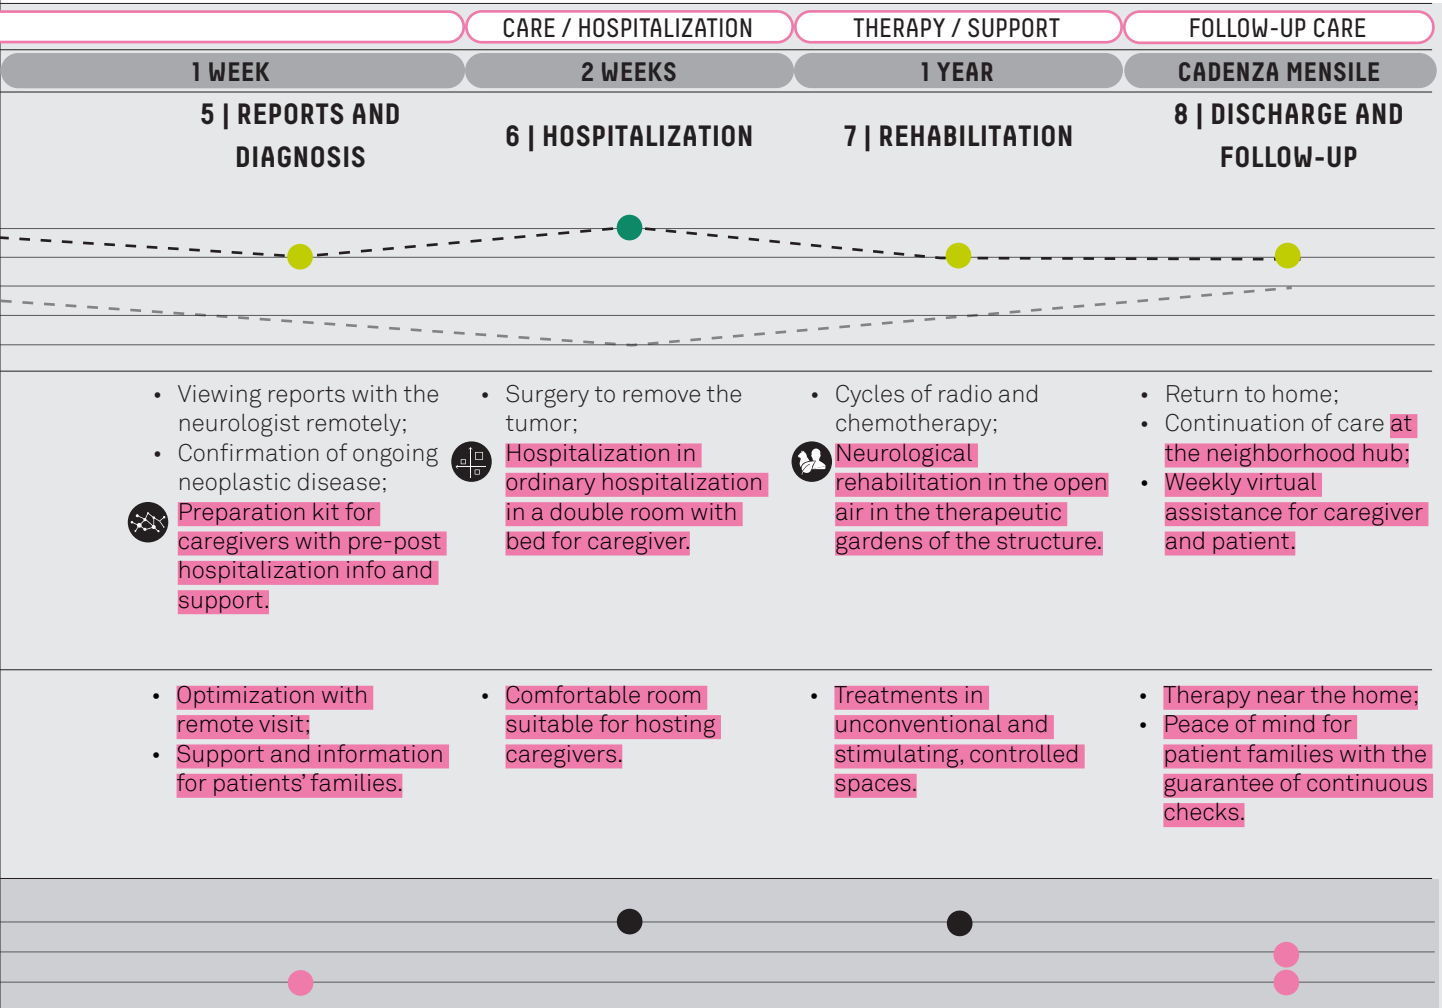 CARE / HOSPITALIZATION
THERAPY / SUPPORT
FOLLOW-UP CARE
1 WEEK
2 WEEKS
1 YEAR
CADENZA MENSILE
5 | REPORTS AND
DIAGNOSIS
6 | HOSPITALIZATION
7 | REHABILITATION
8 | DISCHARGE AND
FOLLOW-UP
• Viewing reports with the
neurologist remotely;
• Confirmation of ongoing
neoplastic disease;
Preparation kit for
caregivers with pre-post
hospitalization info and
support.
• Surgery to remove the
tumor;
Hospitalization in
ordinary hospitalization
in a double room with
bed for caregiver.
• Cycles of radio and
chemotherapy;
Neurological
rehabilitation in the open
air in the therapeutic
gardens of the structure.
• Return to home;
• Continuation of care at
the neighborhood hub;
• Weekly virtual
assistance for caregiver
and patient.
• Optimization with
remote visit;
• Support and information
for patients' families.
• Comfortable room
suitable for hosting
caregivers.
• Treatments in
unconventional and
stimulating, controlled
spaces.
• Therapy near the home;
• Peace of mind for
patient families with the
guarantee of continuous
checks.